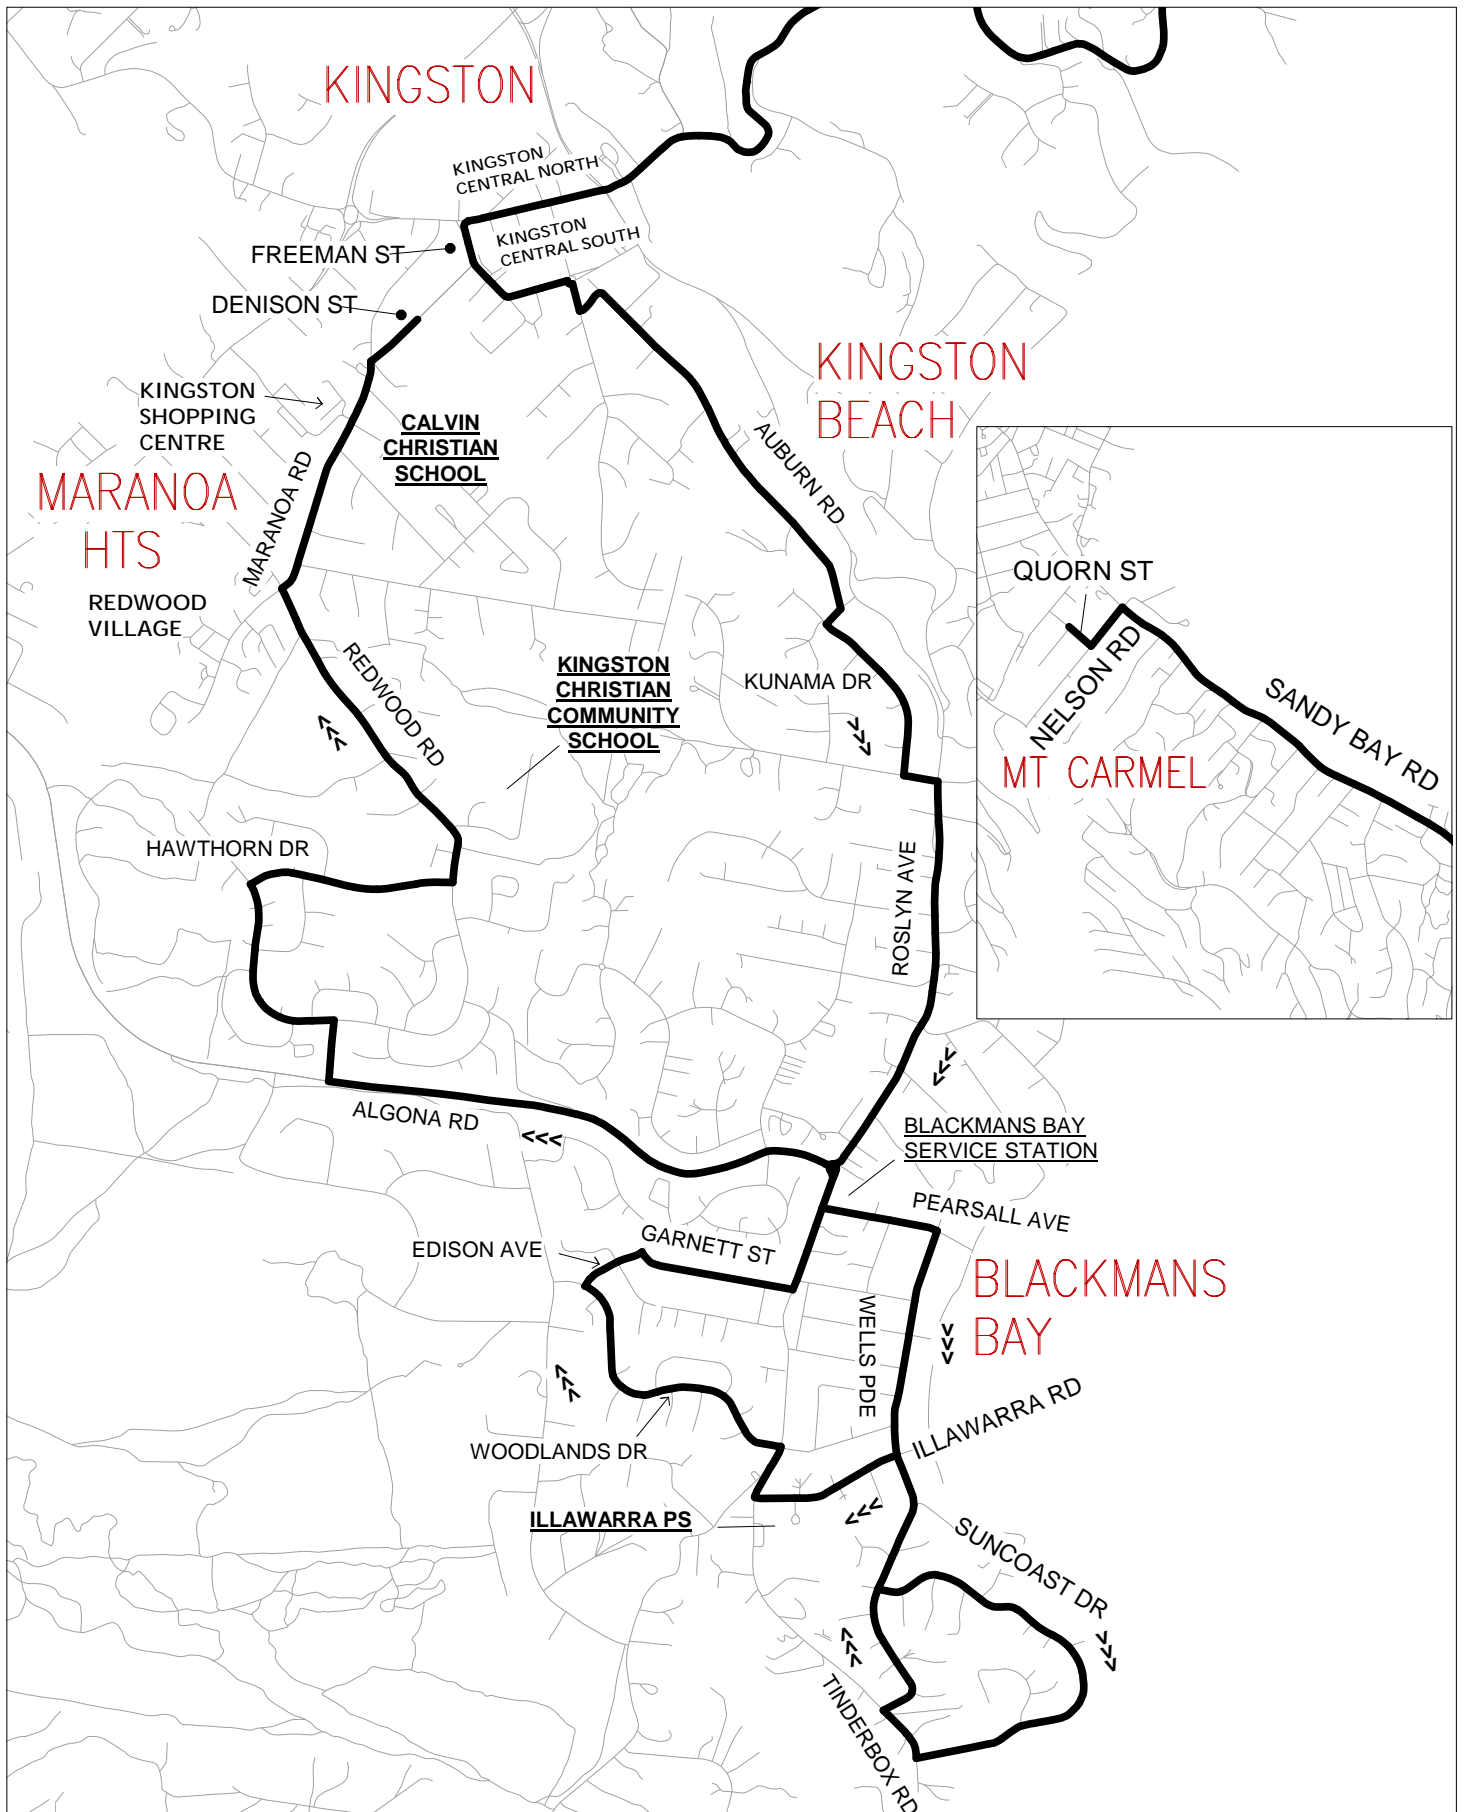 KINGSTON
KINGSTON
CENTRAL NORTH
KINGSTON
CENTRAL SOUTH
FREEMAN ST
DENISON ST
KINGSTON
BEACH
KINGSTON
SHOPPING
CENTRE
CALVIN
CHRISTIAN
SCHOOL
AUBURN RD
MARANOA
HTS
MARANOA RD
REDWOOD
VILLAGE
QUORN ST
NELSON RD
SANDY BAY RD
MT CARMEL
REDWOOD RD
KINGSTON
CHRISTIAN
COMMUNITY
SCHOOL
KUNAMA DR
HAWTHORN DR
ROSLYN AVE
ALGONA RD
BLACKMANS BAY
SERVICE STATION
PEARSALL AVE
GARNETT ST
EDISON AVE
BLACKMANS
BAY
WELLS PDE
ILLAWARRA RD
WOODLANDS DR
ILLAWARRA PS
SUNCOAST DR
TINDERBOX RD